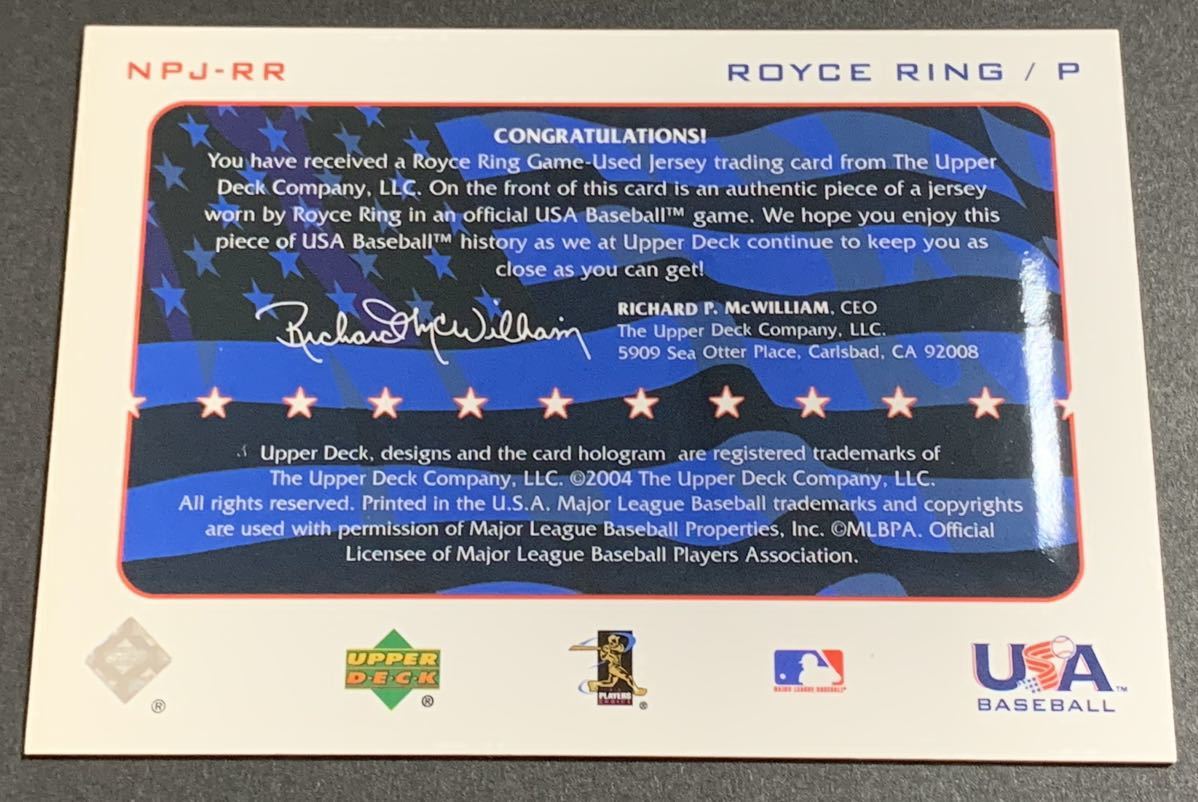 NPJ-RR
ROYCE RING / P
CONGRATULATIONS!
You have received a Royce Ring Game-Used Jersey trading card from The Upper
Deck Company, LLC. On the front of this card is an authentic piece of a jersey
worn by Royce Ring in an official USA Baseball™ game. We hope you enjoy this
piece of USA Baseball™ history as we at Upper Deck continue to keep you as
close as you can get!
Richard McWilliam
RICHARD P. McWILLIAM, CEO
The Upper Deck Company, LLC.
5909 Sea Otter Place, Carlsbad, CA 92008
Upper Deck, designs and the card hologram are registered trademarks of
The Upper Deck Company, LLC. ©2004 The Upper Deck Company, LLC.
All rights reserved. Printed in the U.S.A. Major League Baseball trademarks and copyrights
are used with permission of Major League Baseball Properties, Inc. ©MLBPA. Official
Licensee of Major League Baseball Players Association.
®
UPPER
DECK
®
PLAYERS
CHOICE
®
MAJOR LEAGUE BASEBALL®
USA™
BASEBALL